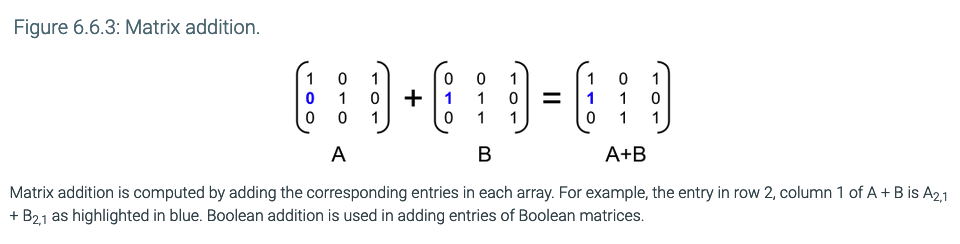 Figure 6.6.3: Matrix addition.
1 0 1 0 0 1 1 0 1
0 1 0 + 1 1 0 = 1 1 0
0 0 1 0 1 1 0 1 1
A B A+B
Matrix addition is computed by adding the corresponding entries in each array. For example, the entry in row 2, column 1 of A + B is A2,1
+ B2,1 as highlighted in blue. Boolean addition is used in adding entries of Boolean matrices.